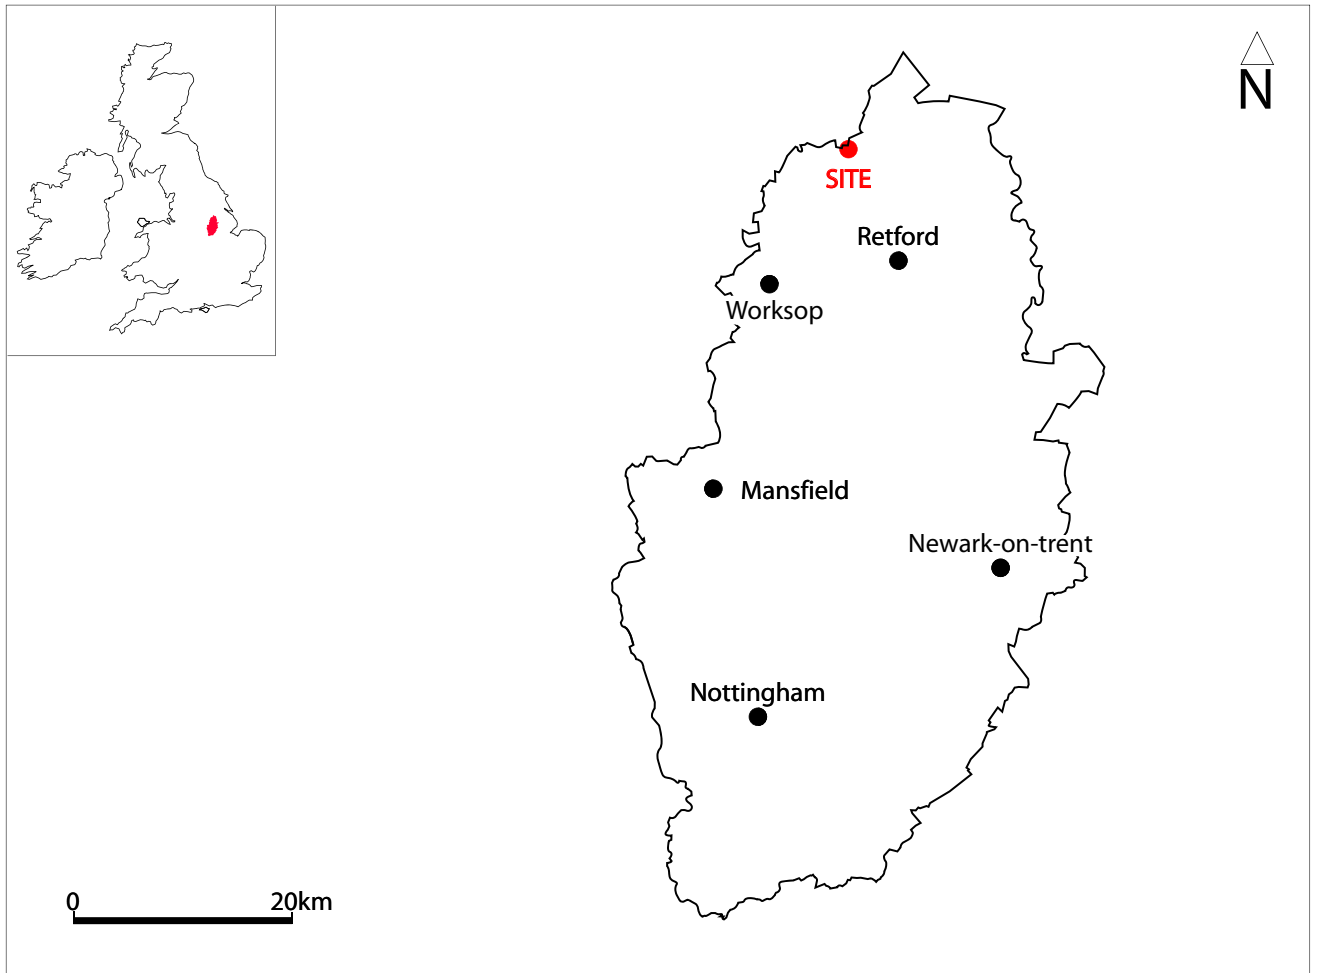 N
SITE
Retford
Worksop
Mansfield
Newark-on-trent
Nottingham
0 20km